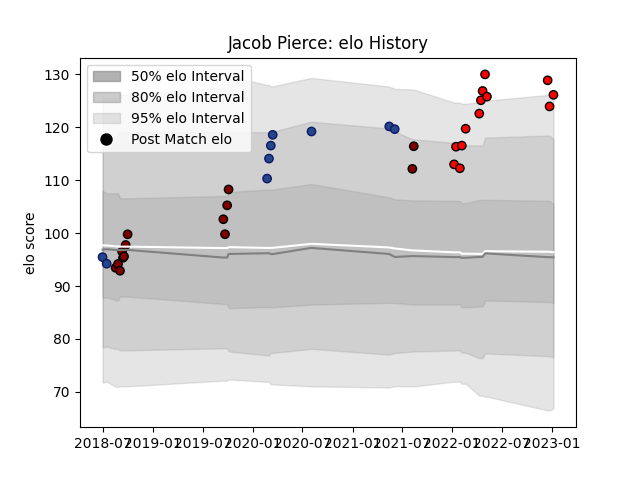 Jacob Pierce: elo History
50% elo Interval
80% elo Interval
95% elo Interval
Post Match elo
elo score
130
120
110
100
90
80
70
2018-07 2019-01 2019-07 2020-01 2020-07 2021-01 2021-07 2022-01 2022-07 2023-01